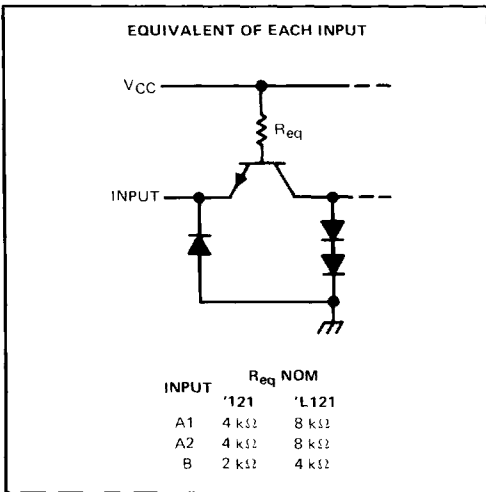 EQUIVALENT OF EACH INPUT
VCC
Req
INPUT
INPUT Req NOM
'121 'L121
A1 4 kΩ 8 kΩ
A2 4 kΩ 8 kΩ
B 2 kΩ 4 kΩ